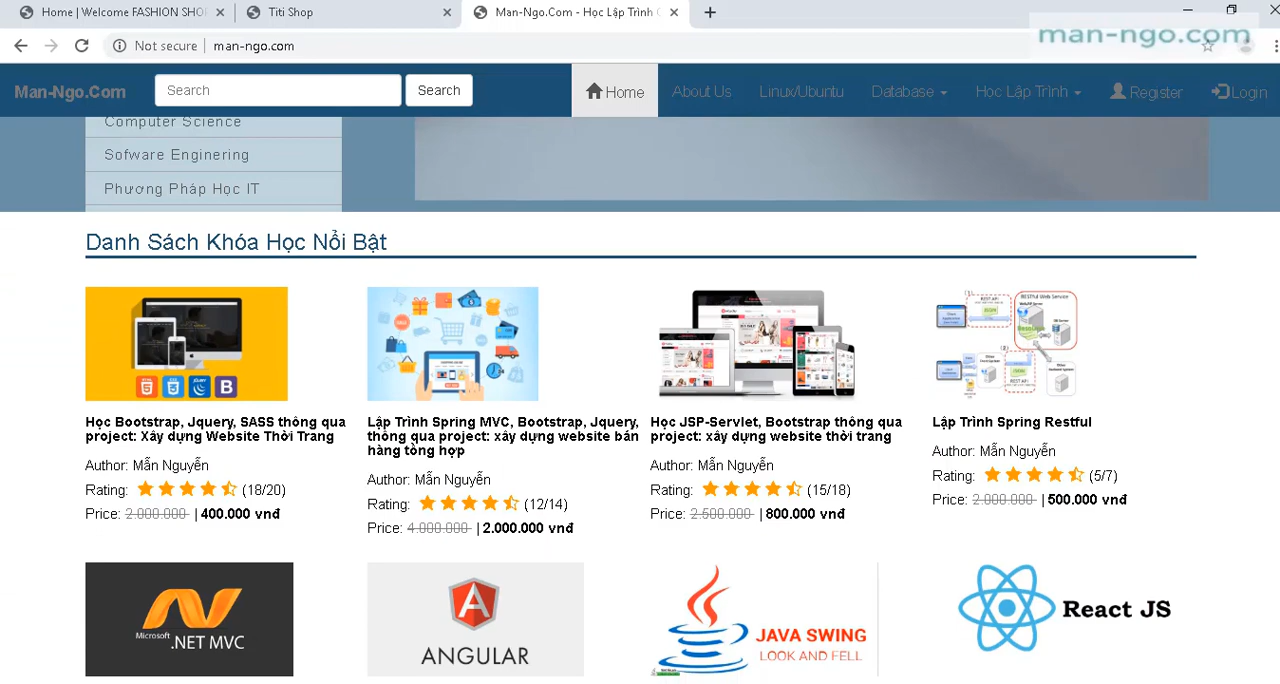 Home | Welcome FASHION SHO
Titi Shop
Man-Ngo.Com - Học Lập Trình
Not secure | man-ngo.com
man-ngo.com
Man-Ngo.Com
Search
Search
Home
About Us
Linux/Ubuntu
Database
Học Lập Trình
Register
Login
Computer Science
Sofware Enginering
Phương Pháp Học IT
Danh Sách Khóa Học Nổi Bật
Học Bootstrap, Jquery, SASS thông qua
project: Xây dựng Website Thời Trang
Author: Mẫn Nguyễn
Rating: (18/20)
Price: 2.000.000 | 400.000 vnđ
Lập Trình Spring MVC, Bootstrap, Jquery,
thông qua project: xây dựng website bán
hàng tổng hợp
Author: Mẫn Nguyễn
Rating: (12/14)
Price: 4.000.000 | 2.000.000 vnđ
Học JSP-Servlet, Bootstrap thông qua
project: xây dựng website thời trang
Author: Mẫn Nguyễn
Rating: (15/18)
Price: 2.500.000 | 800.000 vnđ
RESTful Web Service
REST API
REST API
Lập Trình Spring Restful
Author: Mẫn Nguyễn
Rating: (5/7)
Price: 2.000.000 | 500.000 vnđ
Microsoft
.NET MVC
ANGULAR
JAVA SWING
LOOK AND FELL
React JS